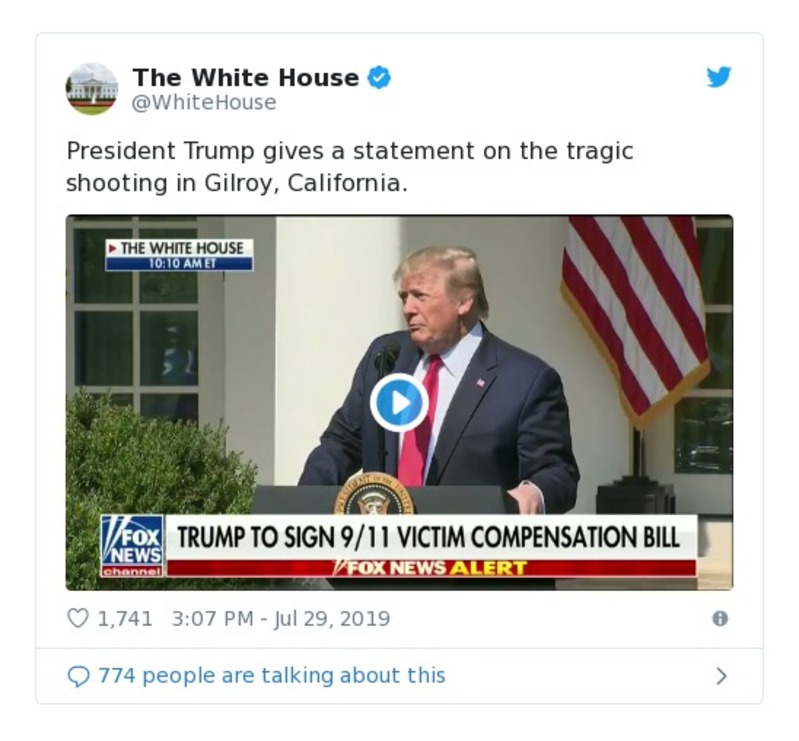 The White House
@WhiteHouse
President Trump gives a statement on the tragic
shooting in Gilroy, California.
THE WHITE HOUSE
10:10 AM ET
FOX
NEWS
channel
TRUMP TO SIGN 9/11 VICTIM COMPENSATION BILL
FOX NEWS ALERT
1,741 3:07 PM - Jul 29, 2019
774 people are talking about this